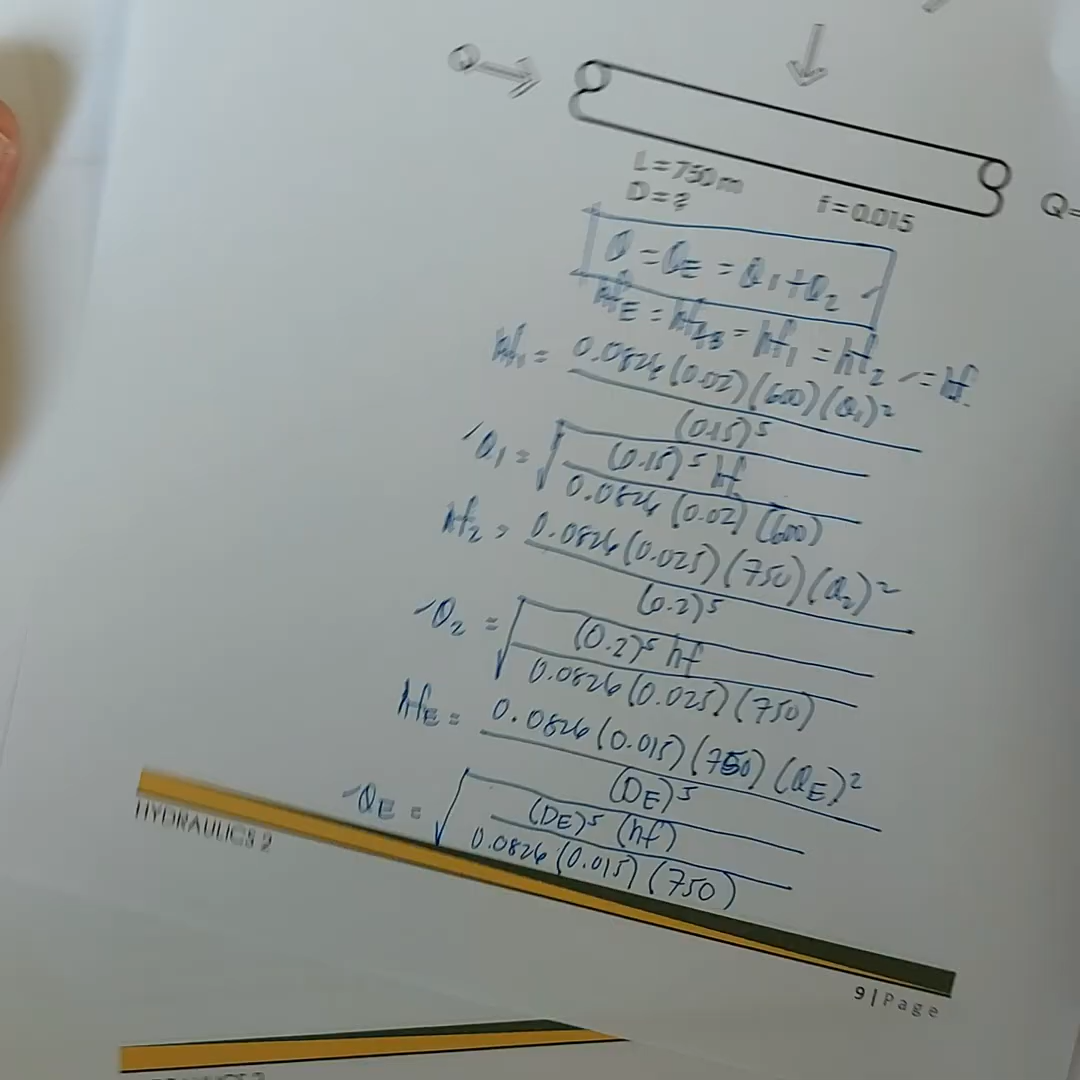 Q →
L = 750 m
D = ? f = 0.015
Q =
Q = QE = Q1 + Q2
hfE = hfAB = hf1 = hf2 = hf
hf1 = 0.0826 (0.02) (600) (Q1)²
(0.15)⁵
Q1 = √ (0.15)⁵ hf
0.0826 (0.02) (600)
hf2 = 0.0826 (0.025) (750) (Q2)²
(0.2)⁵
Q2 = √ (0.2)⁵ hf
0.0826 (0.025) (750)
hfE = 0.0826 (0.015) (750) (QE)²
(DE)⁵
QE = √ (DE)⁵ (hf)
0.0826 (0.015) (750)
HYDRAULICS 2
9 | Page